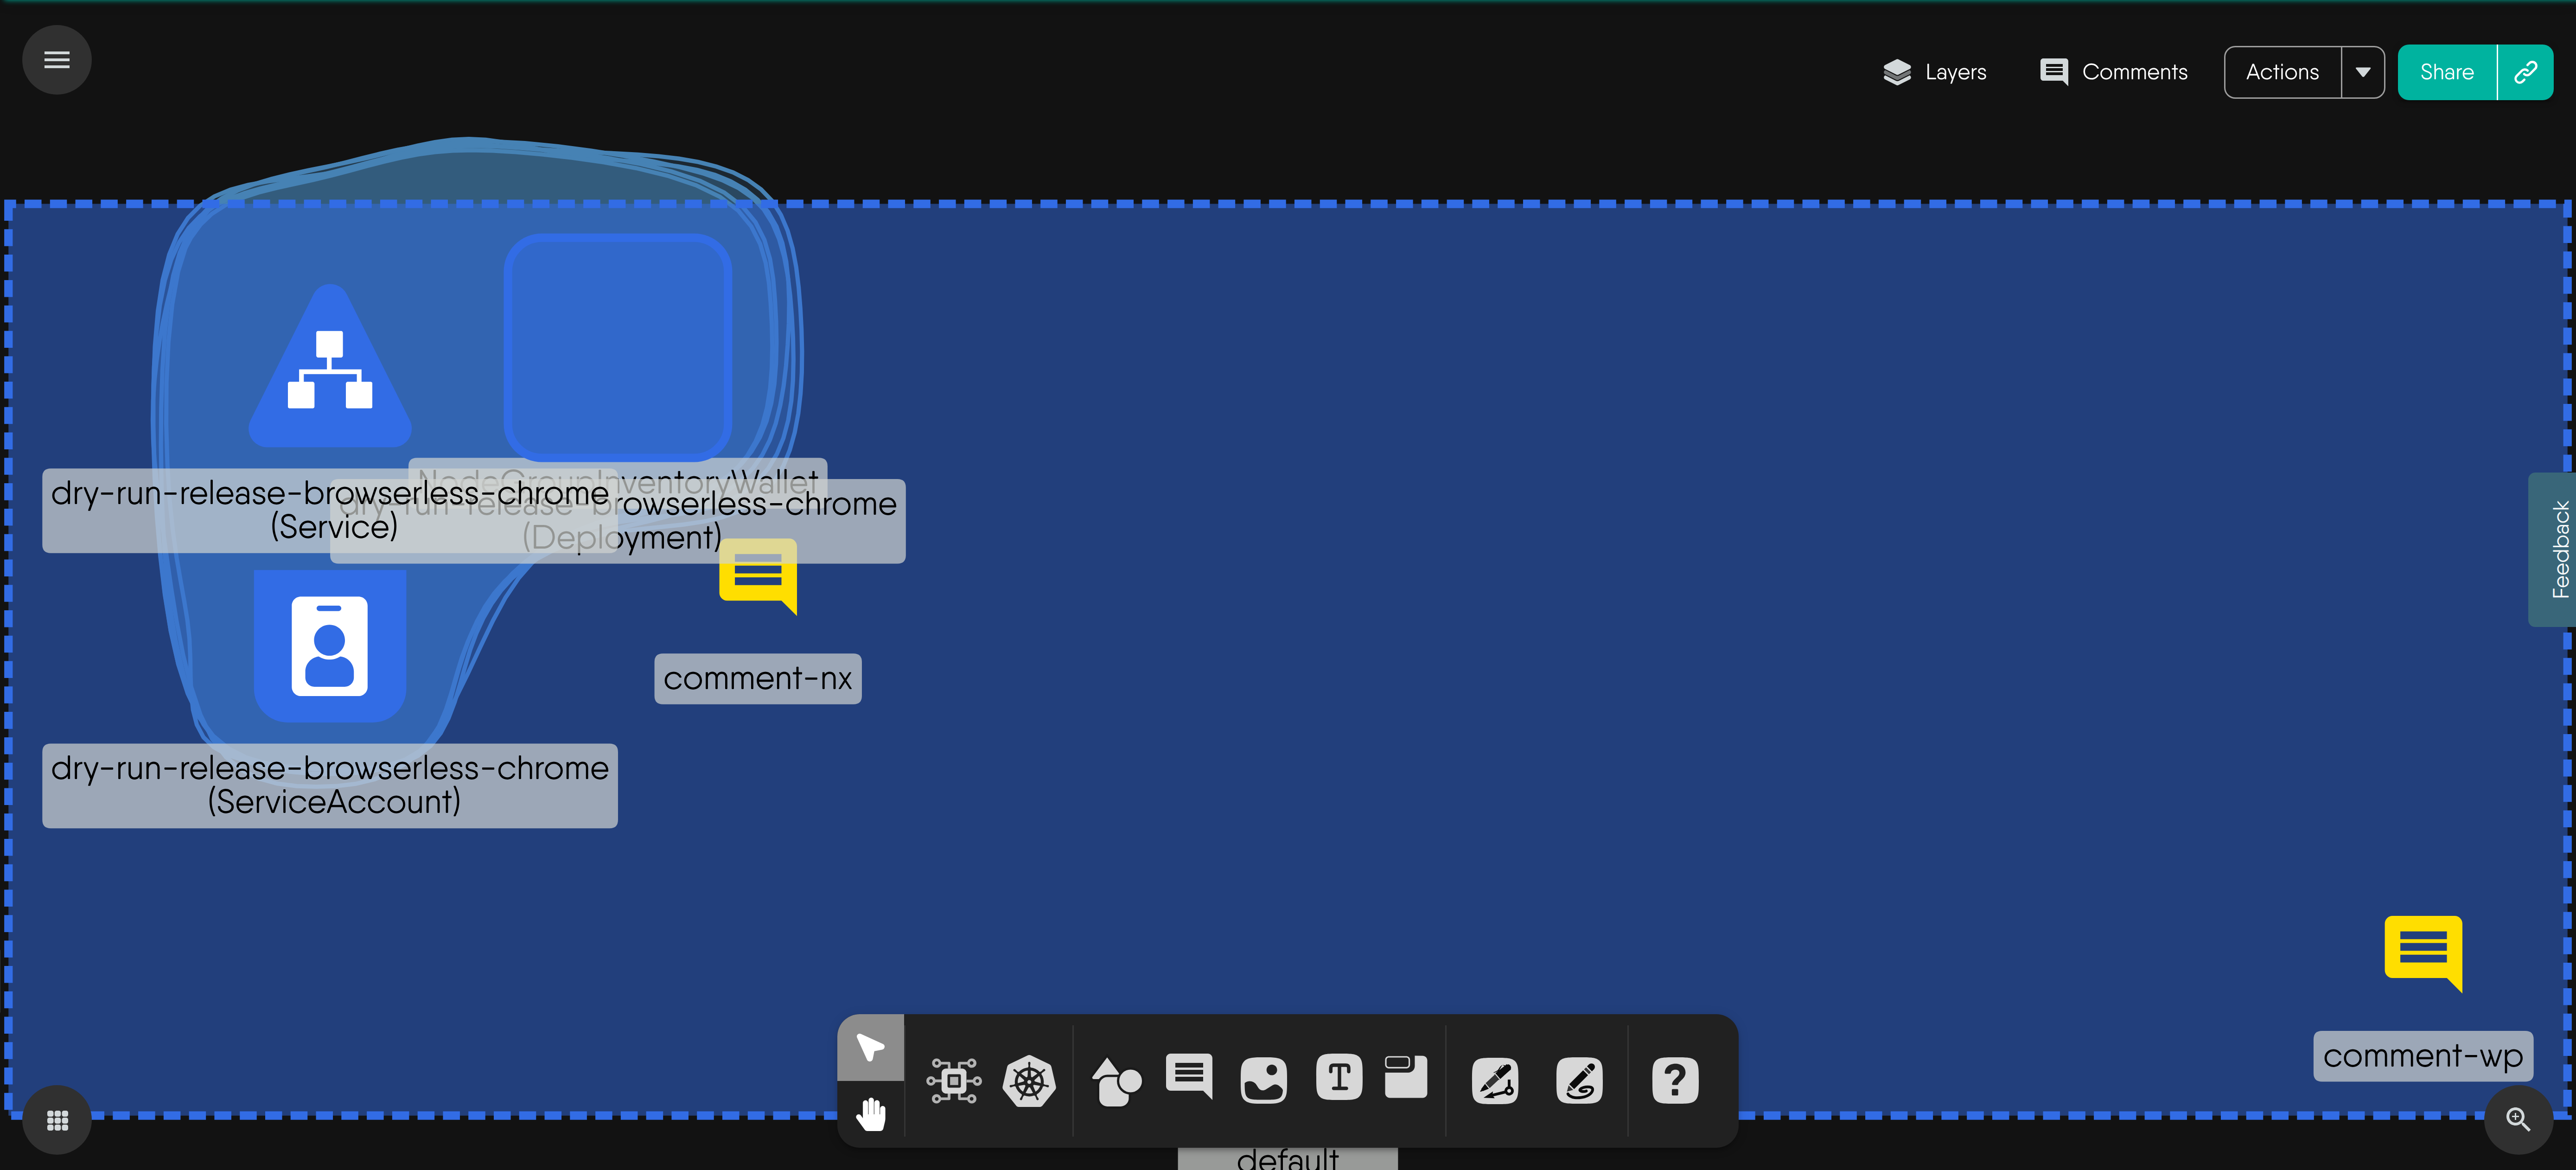 Layers
Comments
Actions
Share
NodeGroupInventoryWallet
dry-run-release-browserless-chrome
(Service)
dry-run-release-browserless-chrome
(Deployment)
Feedback
comment-nx
dry-run-release-browserless-chrome
(ServiceAccount)
comment-wp
T
?
default